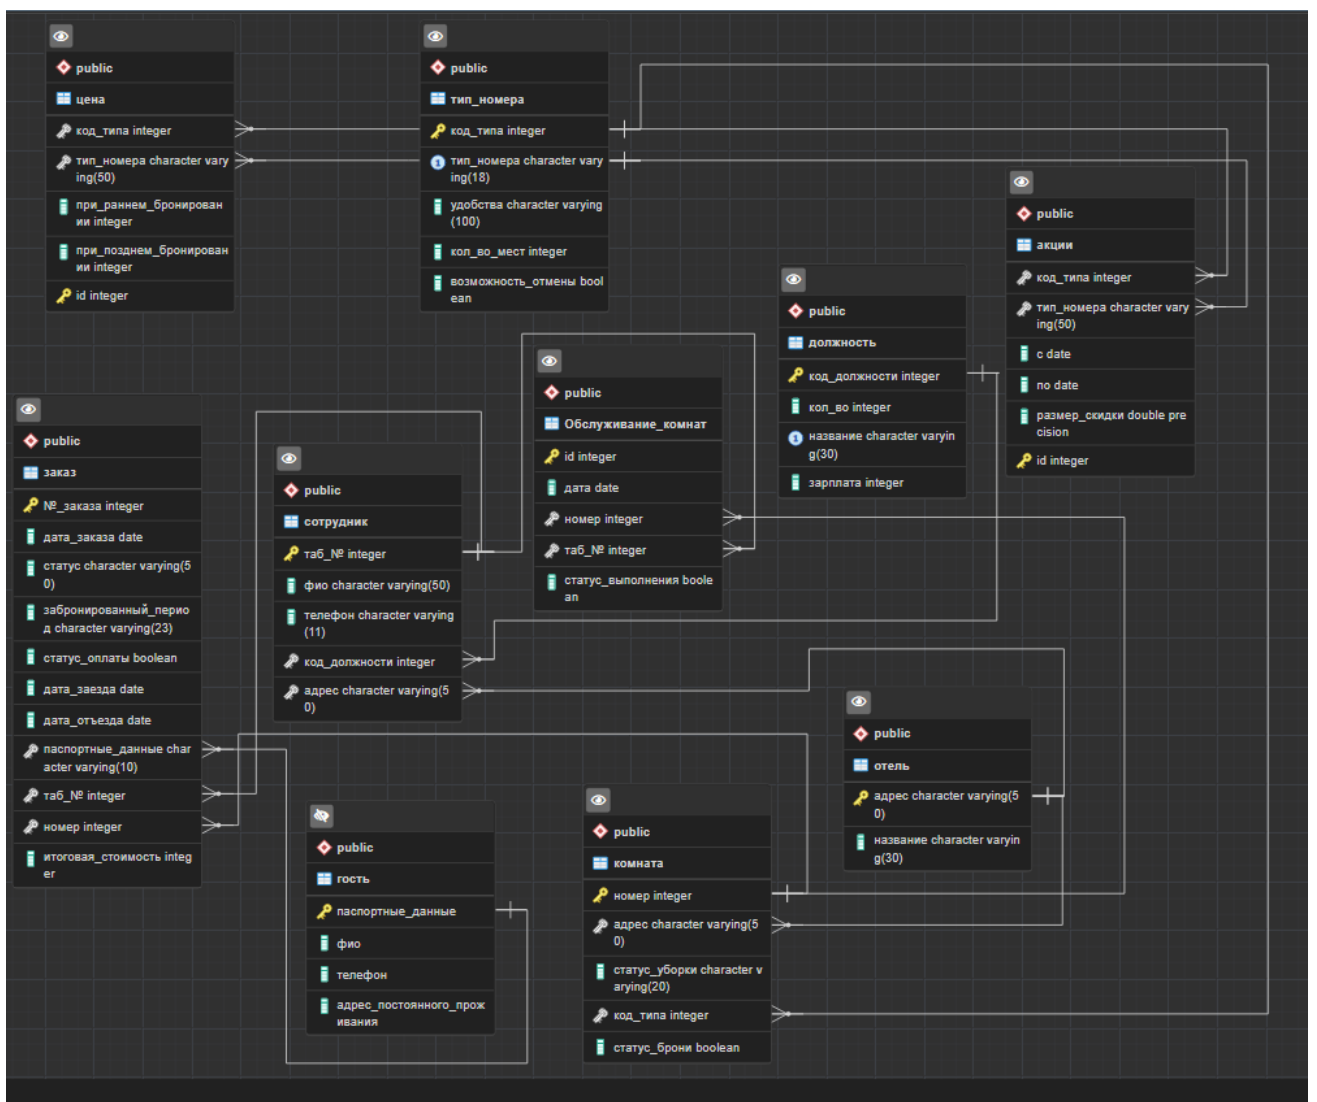 public
цена
код_типа integer
тип_номера character vary
ing(50)
при_раннем_бронирован
ии integer
при_позднем_бронирован
ии integer
id integer
public
тип_номера
код_типа integer
тип_номера character vary
ing(18)
удобства character varying
(100)
кол_во_мест integer
возможность_отмены bool
ean
public
акции
код_типа integer
тип_номера character vary
ing(50)
с date
по date
размер_скидки double pre
cision
id integer
public
должность
код_должности integer
кол_во integer
название character varyin
g(30)
зарплата integer
public
Обслуживание_комнат
id integer
дата date
номер integer
таб_№ integer
статус_выполнения boole
an
public
заказ
№_заказа integer
дата_заказа date
статус character varying(5
0)
забронированный_перио
д character varying(23)
статус_оплаты boolean
дата_заезда date
дата_отъезда date
паспортные_данные char
acter varying(10)
таб_№ integer
номер integer
итоговая_стоимость integ
er
public
сотрудник
таб_№ integer
фио character varying(50)
телефон character varying
(11)
код_должности integer
адрес character varying(5
0)
public
отель
адрес character varying(5
0)
название character varyin
g(30)
public
гость
паспортные_данные
фио
телефон
адрес_постоянного_прож
ивания
public
комната
номер integer
адрес character varying(5
0)
статус_уборки character v
arying(20)
код_типа integer
статус_брони boolean